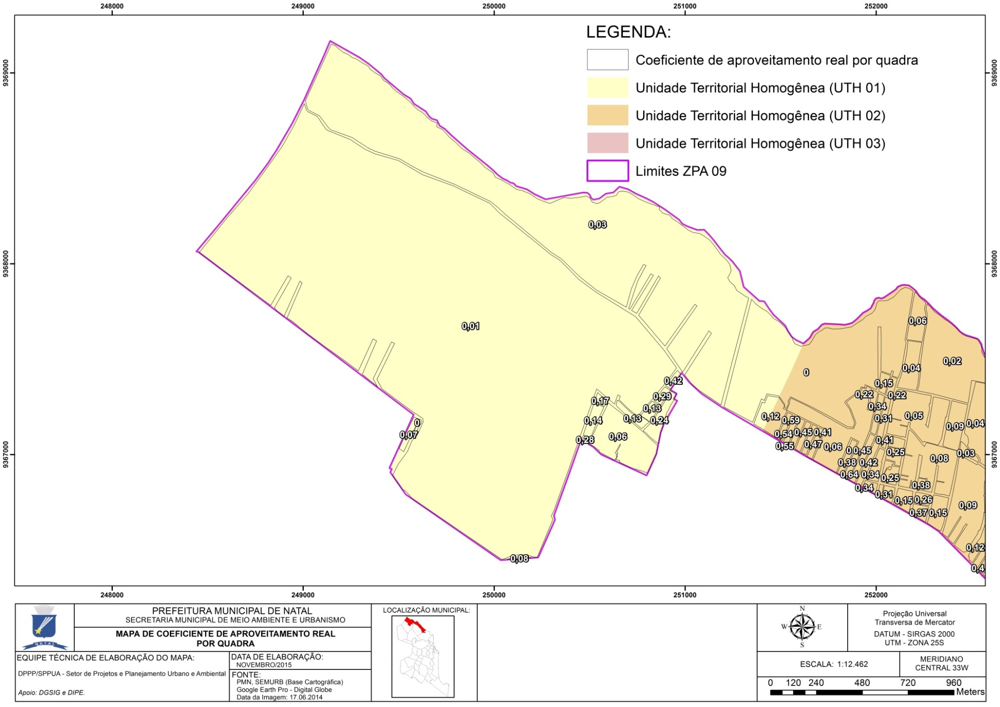 248000 249000 250000 251000 252000
9369000 9369000
9368000 9368000
9367000 9367000
LEGENDA:
Coeficiente de aproveitamento real por quadra
Unidade Territorial Homogênea (UTH 01)
Unidade Territorial Homogênea (UTH 02)
Unidade Territorial Homogênea (UTH 03)
Limites ZPA 09
0,03
0,06
0,01
0,02
0,04
0
0,42
0,15
0,29 0,22 0,22
0,17
0,13 0,34
0,13 0,12 0,31 0,05
0,14 0,24 0,59
0 0,04
0,09
0,07 0,54 0,45 0,41
0,28 0,06 0,41
0,55 0,47 0,06
0 0,45 0,25 0,03
0,08
0,38 0,42
0,64 0,34 0,25
0,34 0,38
0,31
0,15 0,26 0,09
0,37 0,15
0,12
0,08
0,4
248000 249000 250000 251000 252000
NATAL
PREFEITURA MUNICIPAL DE NATAL
SECRETARIA MUNICIPAL DE MEIO AMBIENTE E URBANISMO
MAPA DE COEFICIENTE DE APROVEITAMENTO REAL
POR QUADRA
EQUIPE TÉCNICA DE ELABORAÇÃO DO MAPA:
DPPP/SPPUA - Setor de Projetos e Planejamento Urbano e Ambiental
Apoio: DGSIG e DIPE.
DATA DE ELABORAÇÃO:
NOVEMBRO/2015
FONTE:
PMN, SEMURB (Base Cartográfica)
Google Earth Pro - Digital Globe
Data da Imagem: 17.06.2014
LOCALIZAÇÃO MUNICIPAL:
N
W E
S
Projeção Universal
Transversa de Mercator
DATUM - SIRGAS 2000
UTM - ZONA 25S
ESCALA: 1:12.462
MERIDIANO
CENTRAL 33W
0 120 240 480 720 960
Meters